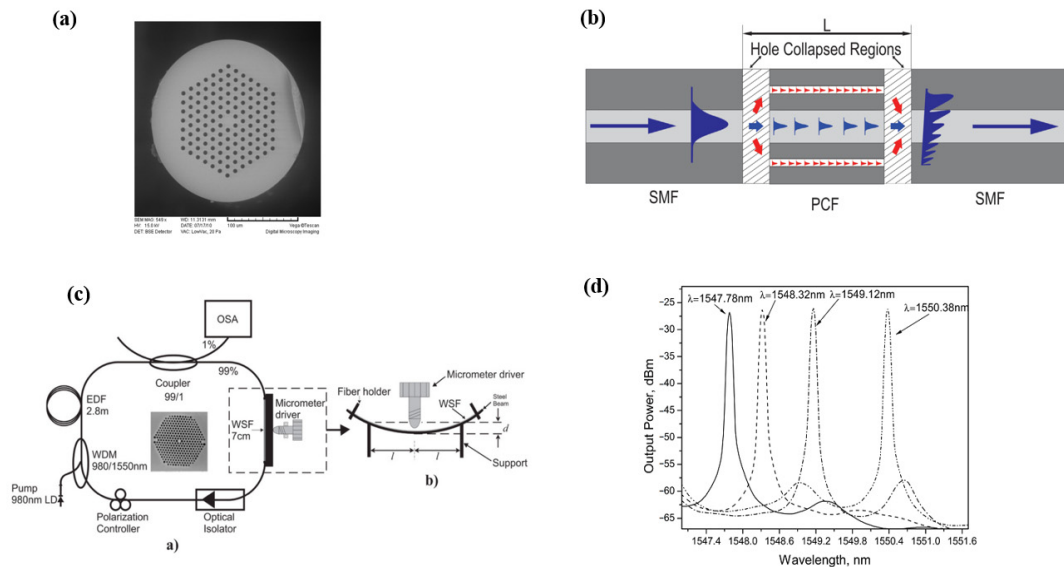 (a)
SEM MAG: 549 x
WD: 11.3131 mm
HV: 15.0 kV
DATE: 07/17/10
100 um
Vega ©Tescan
DET: BSE Detector
VAC: LowVac, 20 Pa
Digital Microscope Imaging
(b)
L
Hole Collapsed Regions
SMF
PCF
SMF
(c)
OSA
1%
99%
Coupler
99/1
EDF
2.8m
WDM
980/1550nm
Pump
980nm LD
Polarization
Controller
Optical
Isolator
WSF
7cm
Micrometer
driver
a)
Fiber holder
Micrometer driver
WSF
Steel
Beam
d
l
l
Support
b)
(d)
λ=1547.78nm
λ=1548.32nm
λ=1549.12nm
λ=1550.38nm
Output Power, dBm
-25
-30
-35
-40
-45
-50
-55
-60
-65
1547.4
1548.0
1548.6
1549.2
1549.8
1550.4
1551.0
1551.6
Wavelength, nm